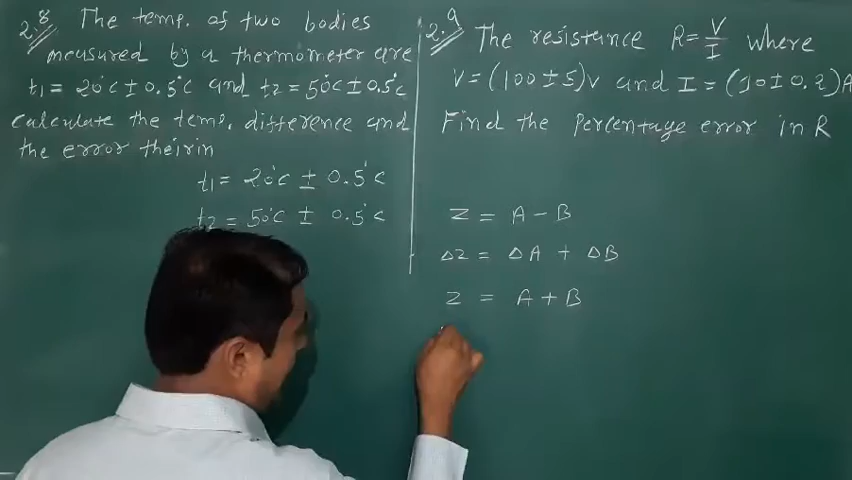 2.8 The temp. of two bodies
measured by a thermometer are
t1 = 20°C ± 0.5°C and t2 = 50°C ± 0.5°C
Calculate the temp. difference and
the error theirin
t1 = 20°C ± 0.5°C
t2 = 50°C ± 0.5°C
2.9 The resistance R = V/I where
V = (100 ± 5)V and I = (10 ± 0.2)A
Find the Percentage error in R
Z = A - B
ΔZ = ΔA + ΔB
Z = A + B